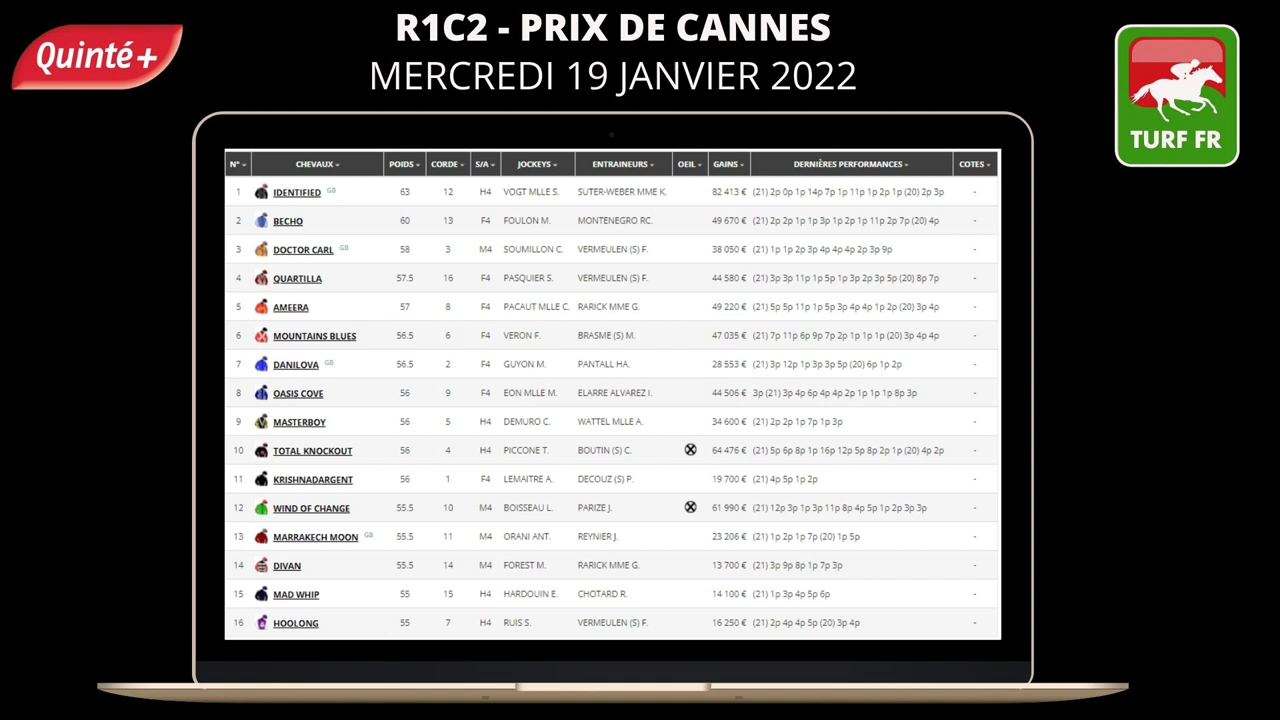 R1C2 - PRIX DE CANNES
MERCREDI 19 JANVIER 2022
Quinté+
TURF FR
N° CHEVAUX POIDS CORDE S/A JOCKEYS ENTRAINEURS OEIL GAINS DERNIÈRES PERFORMANCES COTES
1 IDENTIFIED GB 63 12 H4 VOGT MLLE S. SUTER-WEBER MME K. 82 413 € (21) 2p 0p 1p 14p 7p 1p 11p 1p 2p 1p (20) 2p 3p -
2 BECHO 60 13 F4 FOULON M. MONTENEGRO RC. 49 670 € (21) 2p 2p 1p 1p 3p 1p 2p 1p 11p 2p 7p (20) 4p -
3 DOCTOR CARL GB 58 3 M4 SOUMILLON C. VERMEULEN (S) F. 38 050 € (21) 1p 1p 2p 3p 4p 4p 4p 2p 3p 9p -
4 QUARTILLA 57.5 16 F4 PASQUIER S. VERMEULEN (S) F. 44 580 € (21) 3p 3p 11p 1p 5p 1p 3p 2p 3p 5p (20) 8p 7p -
5 AMEERA 57 8 F4 PACAUT MLLE C. RARICK MME G. 49 220 € (21) 5p 5p 11p 1p 5p 3p 4p 4p 1p 2p (20) 3p 4p -
6 MOUNTAINS BLUES 56.5 6 F4 VERON F. BRASME (S) M. 47 035 € (21) 7p 11p 6p 9p 7p 2p 1p 1p 1p (20) 3p 4p 4p -
7 DANILOVA GB 56.5 2 F4 GUYON M. PANTALL HA. 28 553 € (21) 3p 12p 1p 3p 3p 5p (20) 6p 1p 2p -
8 OASIS COVE 56 9 F4 EON MLLE M. ELARRE ALVAREZ I. 44 506 € 3p (21) 3p 4p 6p 4p 4p 2p 1p 1p 1p 8p 3p -
9 MASTERBOY 56 5 H4 DEMURO C. WATTEL MLLE A. 34 600 € (21) 2p 2p 1p 7p 1p 3p -
10 TOTAL KNOCKOUT 56 4 H4 PICCONE T. BOUTIN (S) C. 64 476 € (21) 5p 6p 8p 1p 16p 12p 5p 8p 2p 1p (20) 4p 2p -
11 KRISHNADARGENT 56 1 F4 LEMAITRE A. DECOUZ (S) P. 19 700 € (21) 4p 5p 1p 2p -
12 WIND OF CHANGE 55.5 10 M4 BOISSEAU L. PARIZE J. 61 990 € (21) 12p 3p 1p 3p 11p 8p 4p 5p 1p 2p 3p 3p -
13 MARRAKECH MOON GB 55.5 11 M4 ORANI ANT. REYNIER J. 23 206 € (21) 1p 2p 1p 7p (20) 1p 5p -
14 DIVAN 55.5 14 M4 FOREST M. RARICK MME G. 13 700 € (21) 3p 9p 8p 1p 7p 3p -
15 MAD WHIP 55 15 H4 HARDOUIN E. CHOTARD R. 14 100 € (21) 1p 3p 4p 5p 6p -
16 HOOLONG 55 7 H4 RUIS S. VERMEULEN (S) F. 16 250 € (21) 2p 4p 4p 5p (20) 3p 4p -